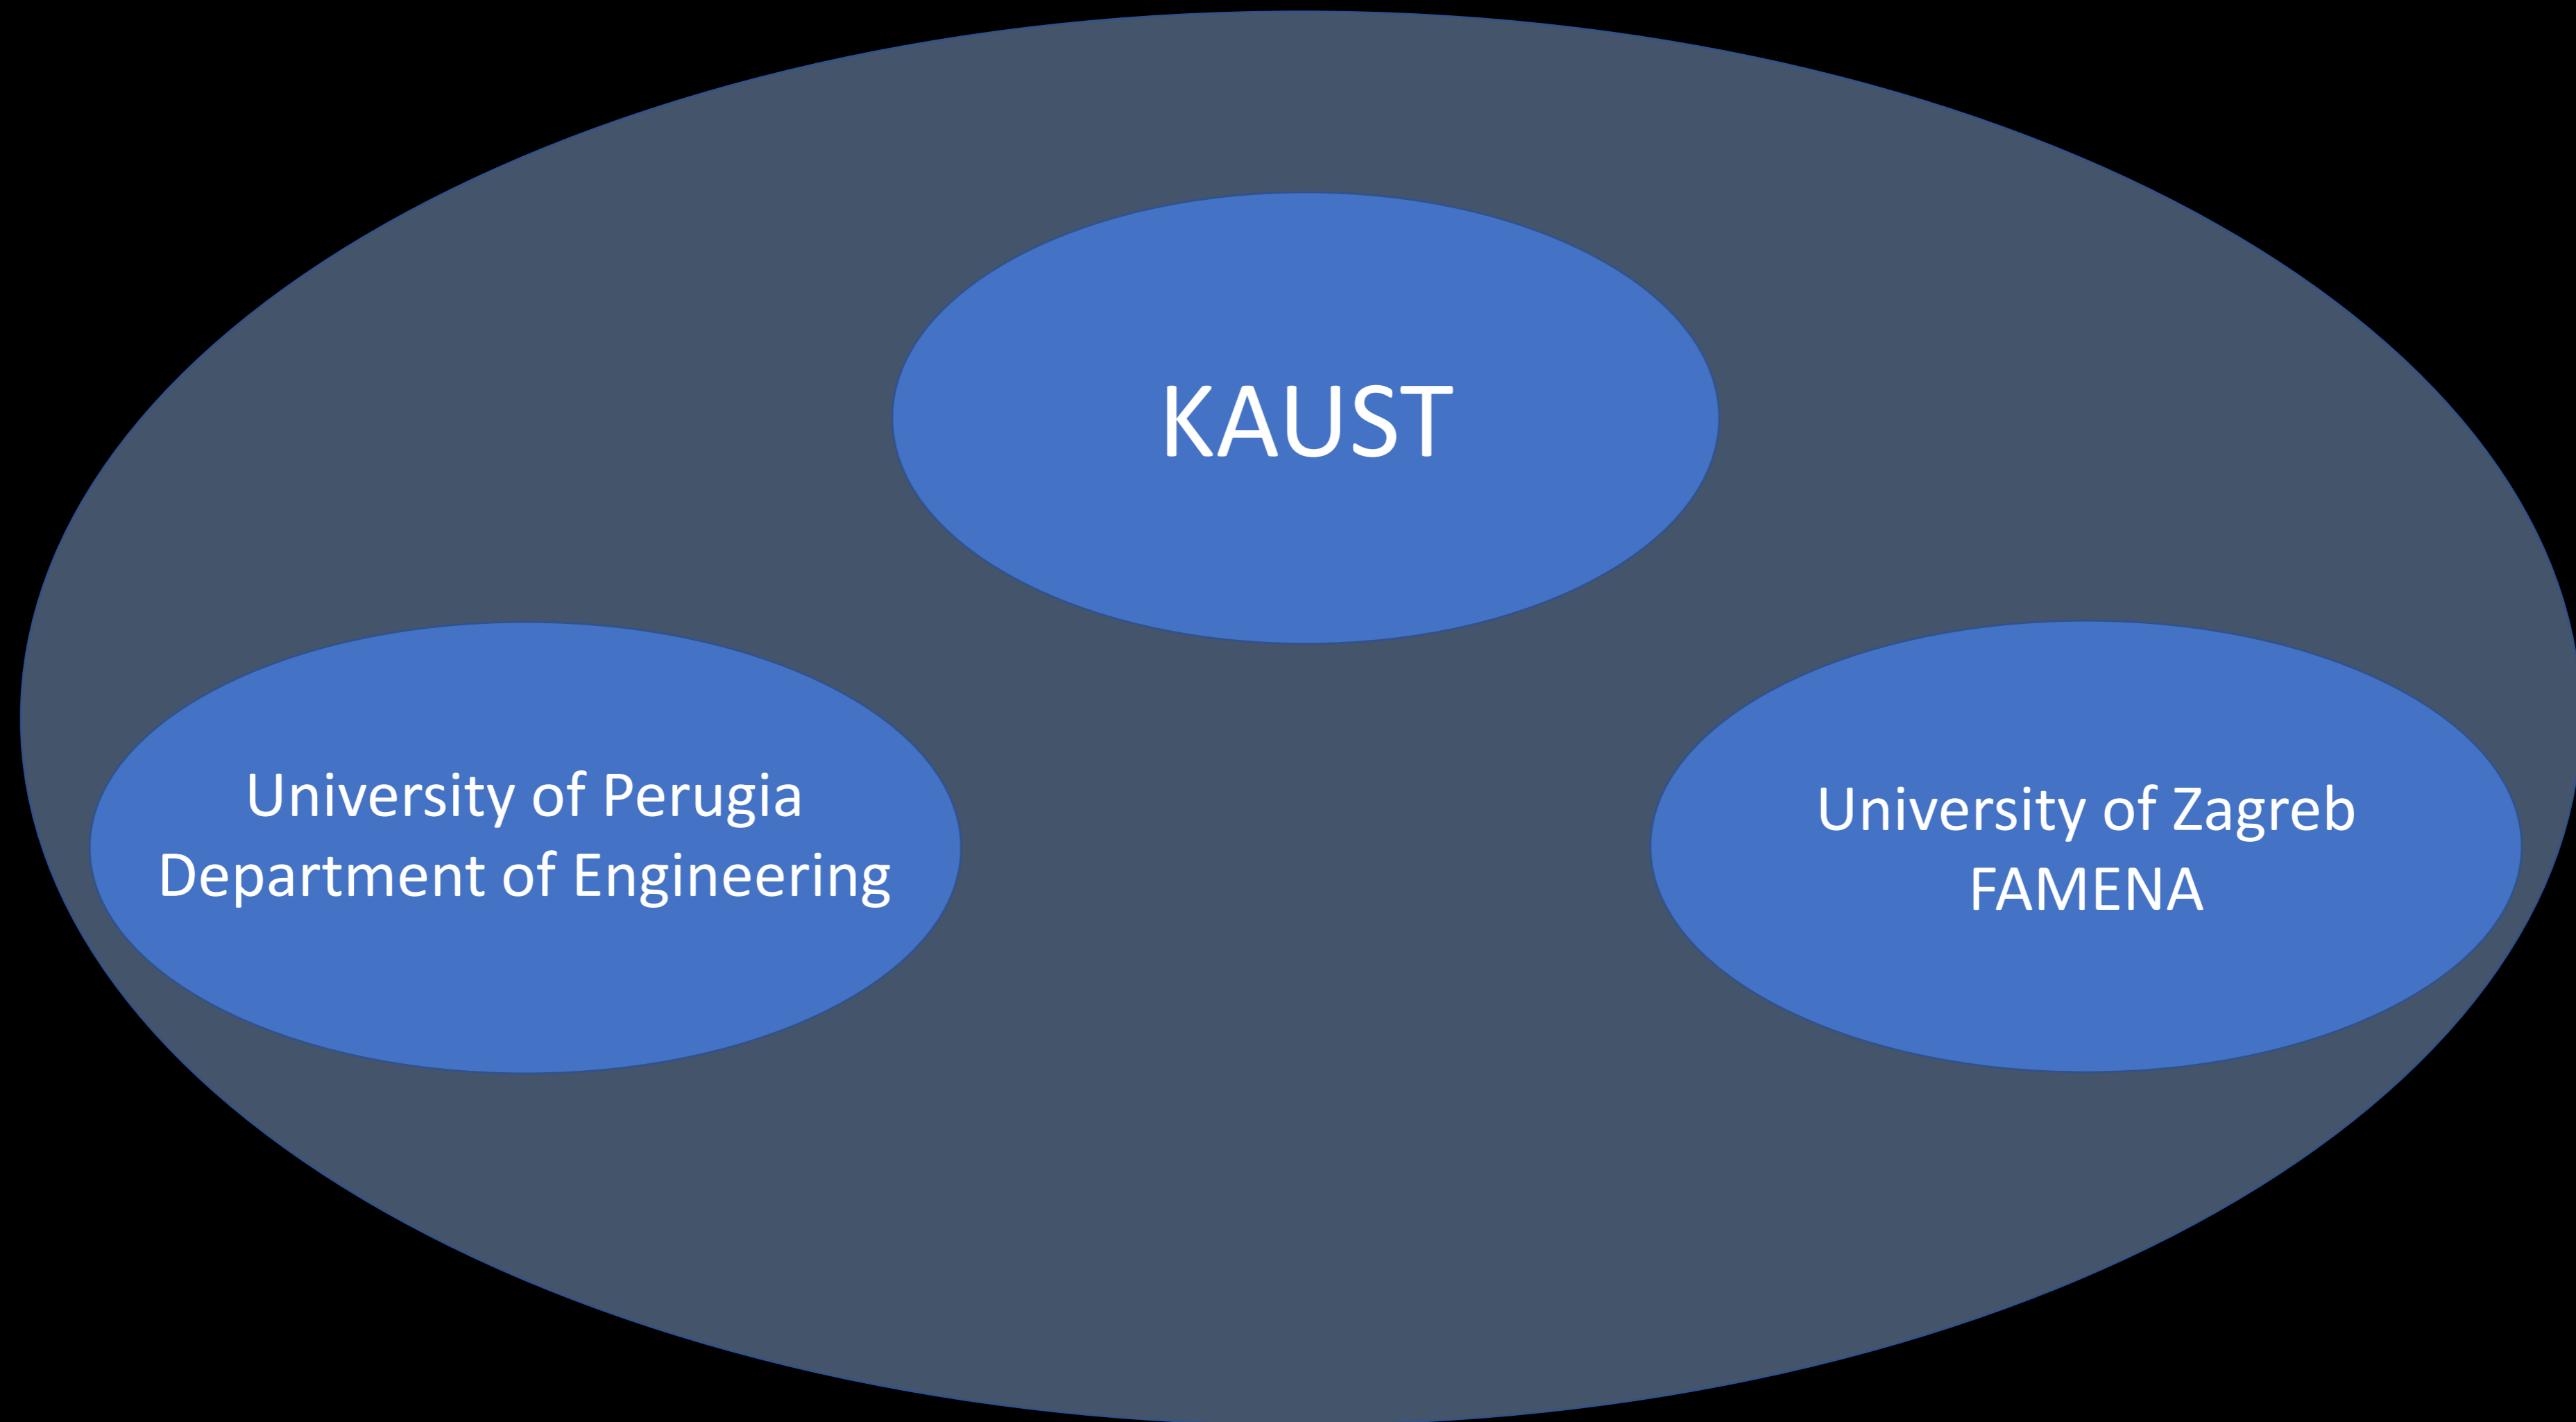 KAUST
University of Perugia
Department of Engineering
University of Zagreb
FAMENA